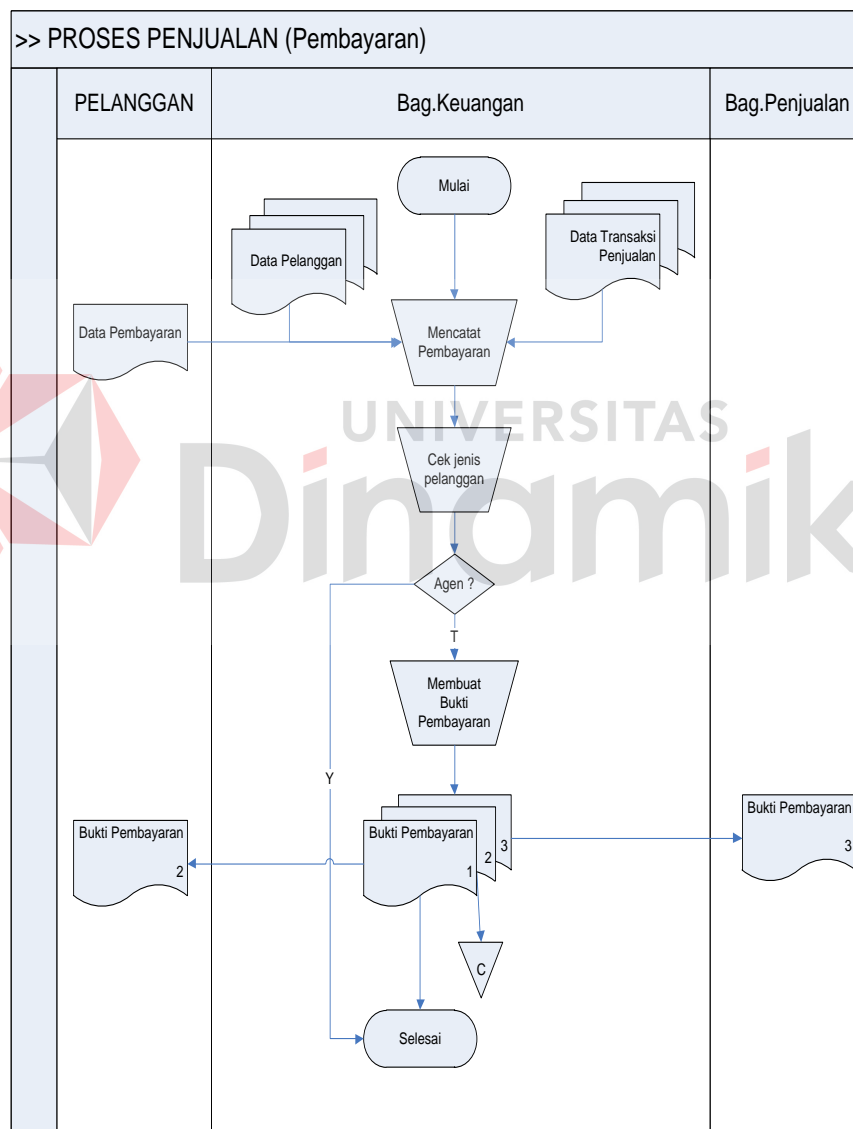 >> PROSES PENJUALAN (Pembayaran)
PELANGGAN
Bag.Keuangan
Bag.Penjualan
Mulai
Data Pelanggan
Data Transaksi
Penjualan
Data Pembayaran
Mencatat
Pembayaran
UNIVERSITAS
Dinamik
Cek jenis
pelanggan
Agen ?
T
Membuat
Bukti
Pembayaran
Y
Bukti Pembayaran
2
Bukti Pembayaran
1
2
3
Bukti Pembayaran
3
C
Selesai